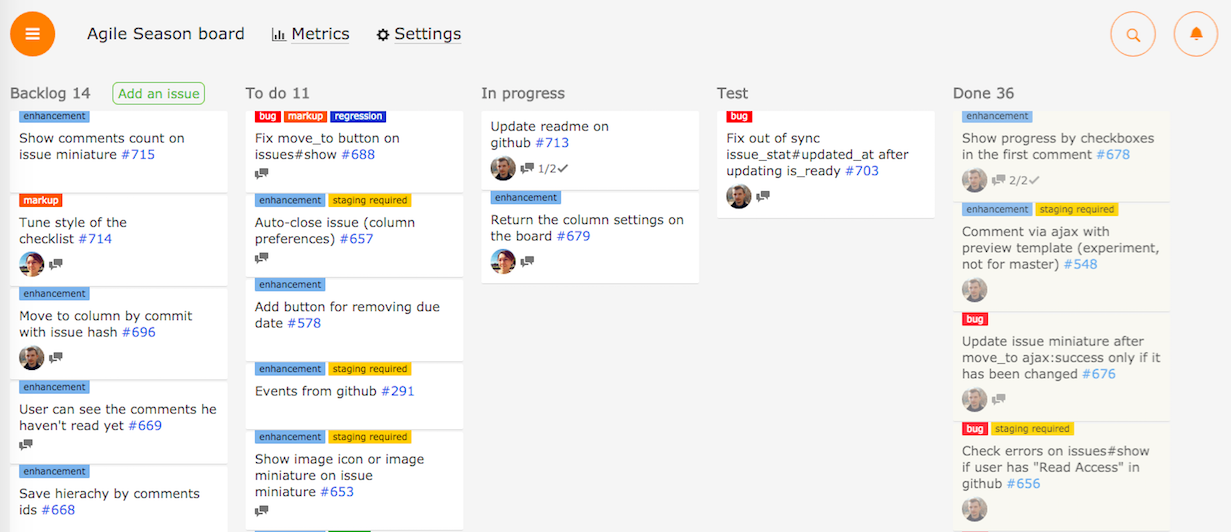 Agile Season board Metrics Settings
Backlog 14 Add an issue
enhancement
Show comments count on
issue miniature #715
markup
Tune style of the
checklist #714
enhancement
Move to column by commit
with issue hash #696
enhancement
User can see the comments he
haven't read yet #669
enhancement
Save hierachy by comments
ids #668
To do 11
bug markup regression
Fix move_to button on
issues#show #688
enhancement staging required
Auto-close issue (column
preferences) #657
enhancement
Add button for removing due
date #578
enhancement staging required
Events from github #291
enhancement staging required
Show image icon or image
miniature on issue
miniature #653
In progress
Update readme on
github #713
1/2
enhancement
Return the column settings on
the board #679
Test
bug
Fix out of sync
issue_stat#updated_at after
updating is_ready #703
Done 36
enhancement
Show progress by checkboxes
in the first comment #678
2/2
enhancement staging required
Comment via ajax with
preview template (experiment,
not for master) #548
bug
Update issue miniature after
move_to ajax:success only if it
has been changed #676
bug staging required
Check errors on issues#show
if user has "Read Access" in
github #656